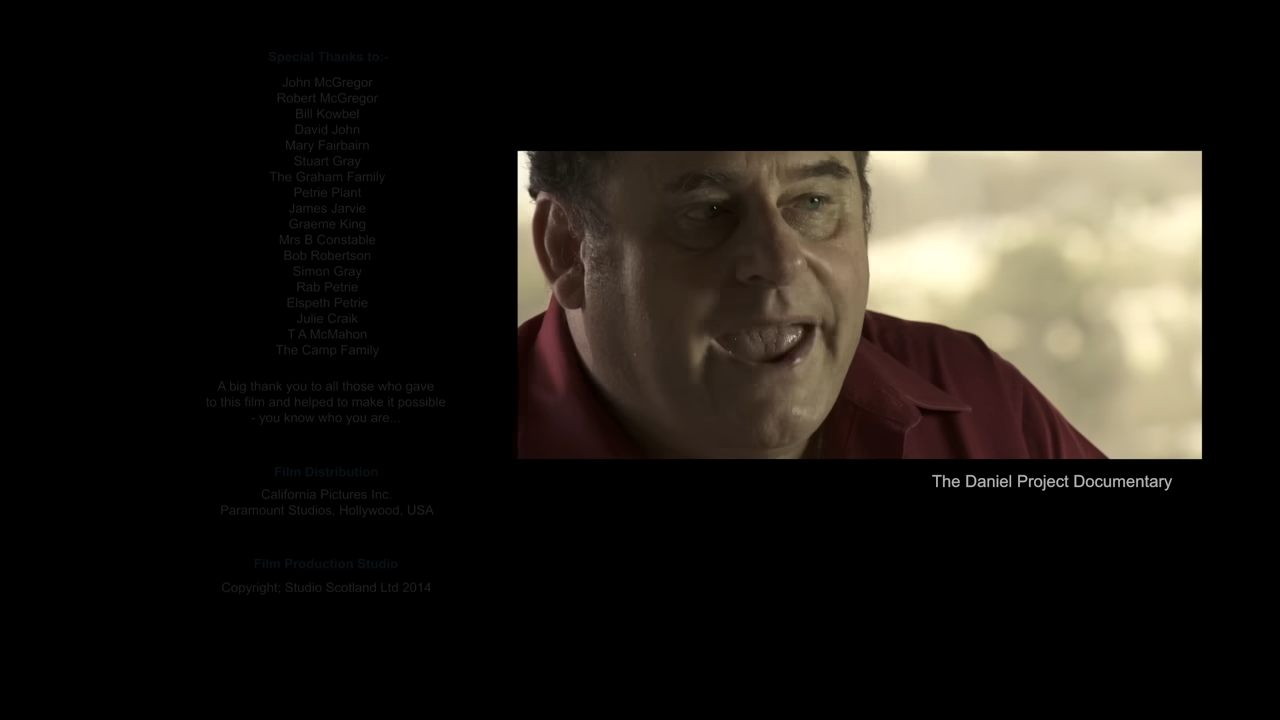 Special Thanks to:-
John McGregor
Robert McGregor
Bill Kowbel
David John
Mary Fairbairn
Stuart Gray
The Graham Family
Petrie Plant
James Jarvie
Graeme King
Mrs B Constable
Bob Robertson
Simon Gray
Rab Petrie
Elspeth Petrie
Julie Craik
T A McMahon
The Camp Family
A big thank you to all those who gave
to this film and helped to make it possible
- you know who you are...
Film Distribution
California Pictures Inc.
Paramount Studios, Hollywood, USA
Film Production Studio
Copyright; Studio Scotland Ltd 2014
The Daniel Project Documentary